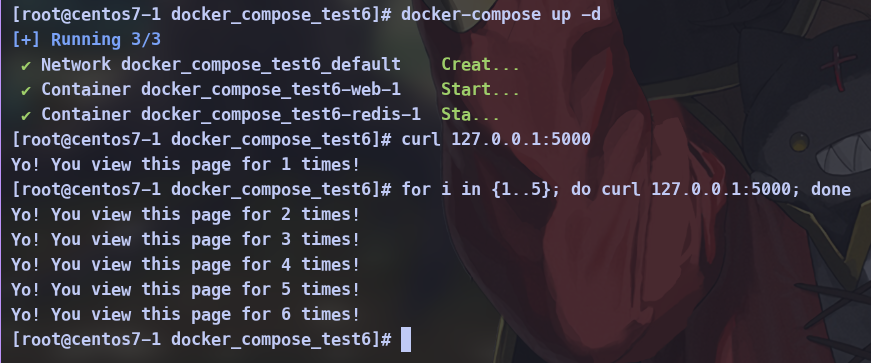 [root@centos7-1 docker_compose_test6]# docker-compose up -d
[+] Running 3/3
✔ Network docker_compose_test6_default    Creat...
✔ Container docker_compose_test6-web-1    Start...
✔ Container docker_compose_test6-redis-1  Sta...
[root@centos7-1 docker_compose_test6]# curl 127.0.0.1:5000
Yo! You view this page for 1 times!
[root@centos7-1 docker_compose_test6]# for i in {1..5}; do curl 127.0.0.1:5000; done
Yo! You view this page for 2 times!
Yo! You view this page for 3 times!
Yo! You view this page for 4 times!
Yo! You view this page for 5 times!
Yo! You view this page for 6 times!
[root@centos7-1 docker_compose_test6]#